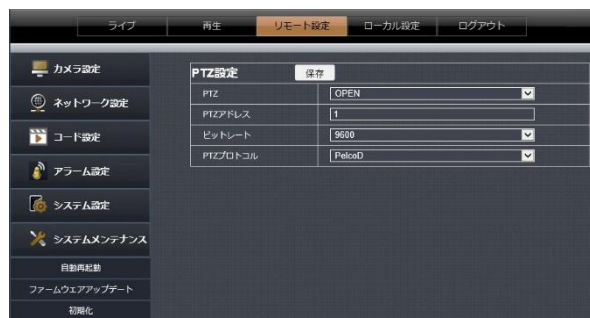 ライブ 再生 リモート設定 ローカル設定 ログアウト
カメラ設定
ネットワーク設定
コード設定
アラーム設定
システム設定
システムメンテナンス
自動再起動
ファームウェアアップデート
初期化
PTZ設定 保存
PTZ OPEN
PTZアドレス 1
ビットレート 9600
PTZプロトコル PelcoD